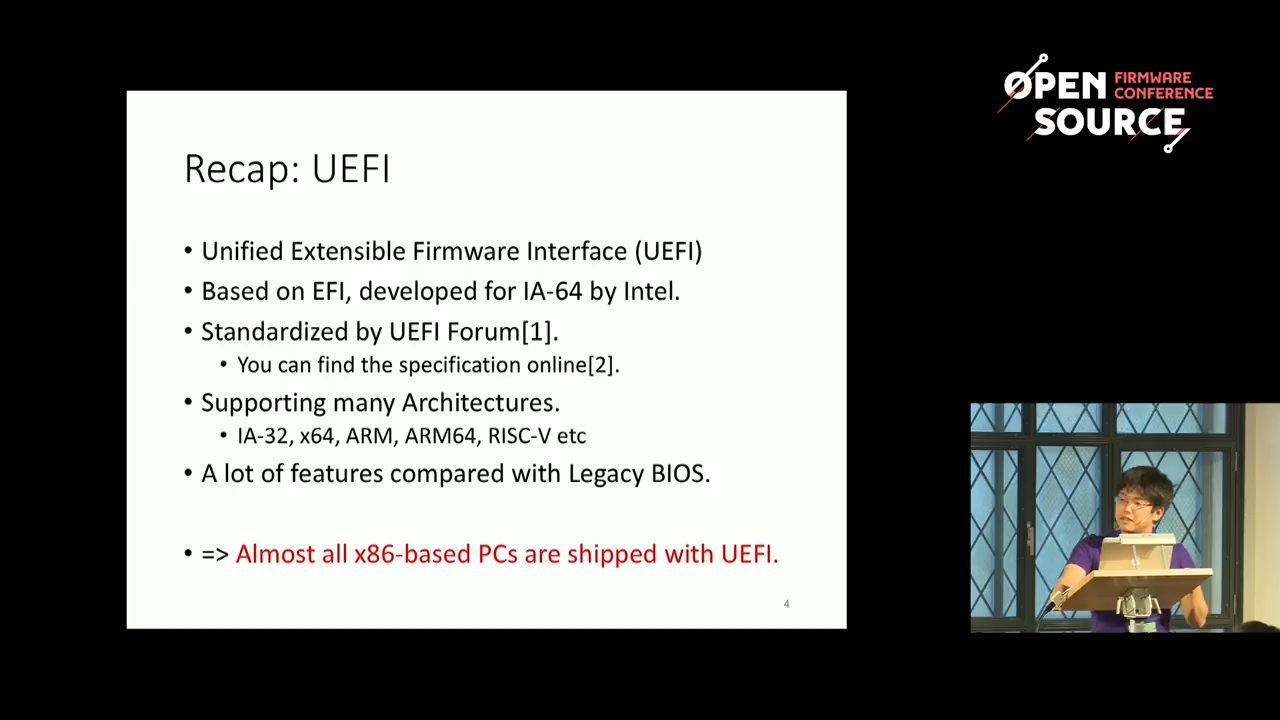 OPEN FIRMWARE
CONFERENCE
SOURCE
Recap: UEFI
• Unified Extensible Firmware Interface (UEFI)
• Based on EFI, developed for IA-64 by Intel.
• Standardized by UEFI Forum[1].
• You can find the specification online[2].
• Supporting many Architectures.
• IA-32, x64, ARM, ARM64, RISC-V etc
• A lot of features compared with Legacy BIOS.
• => Almost all x86-based PCs are shipped with UEFI.
4